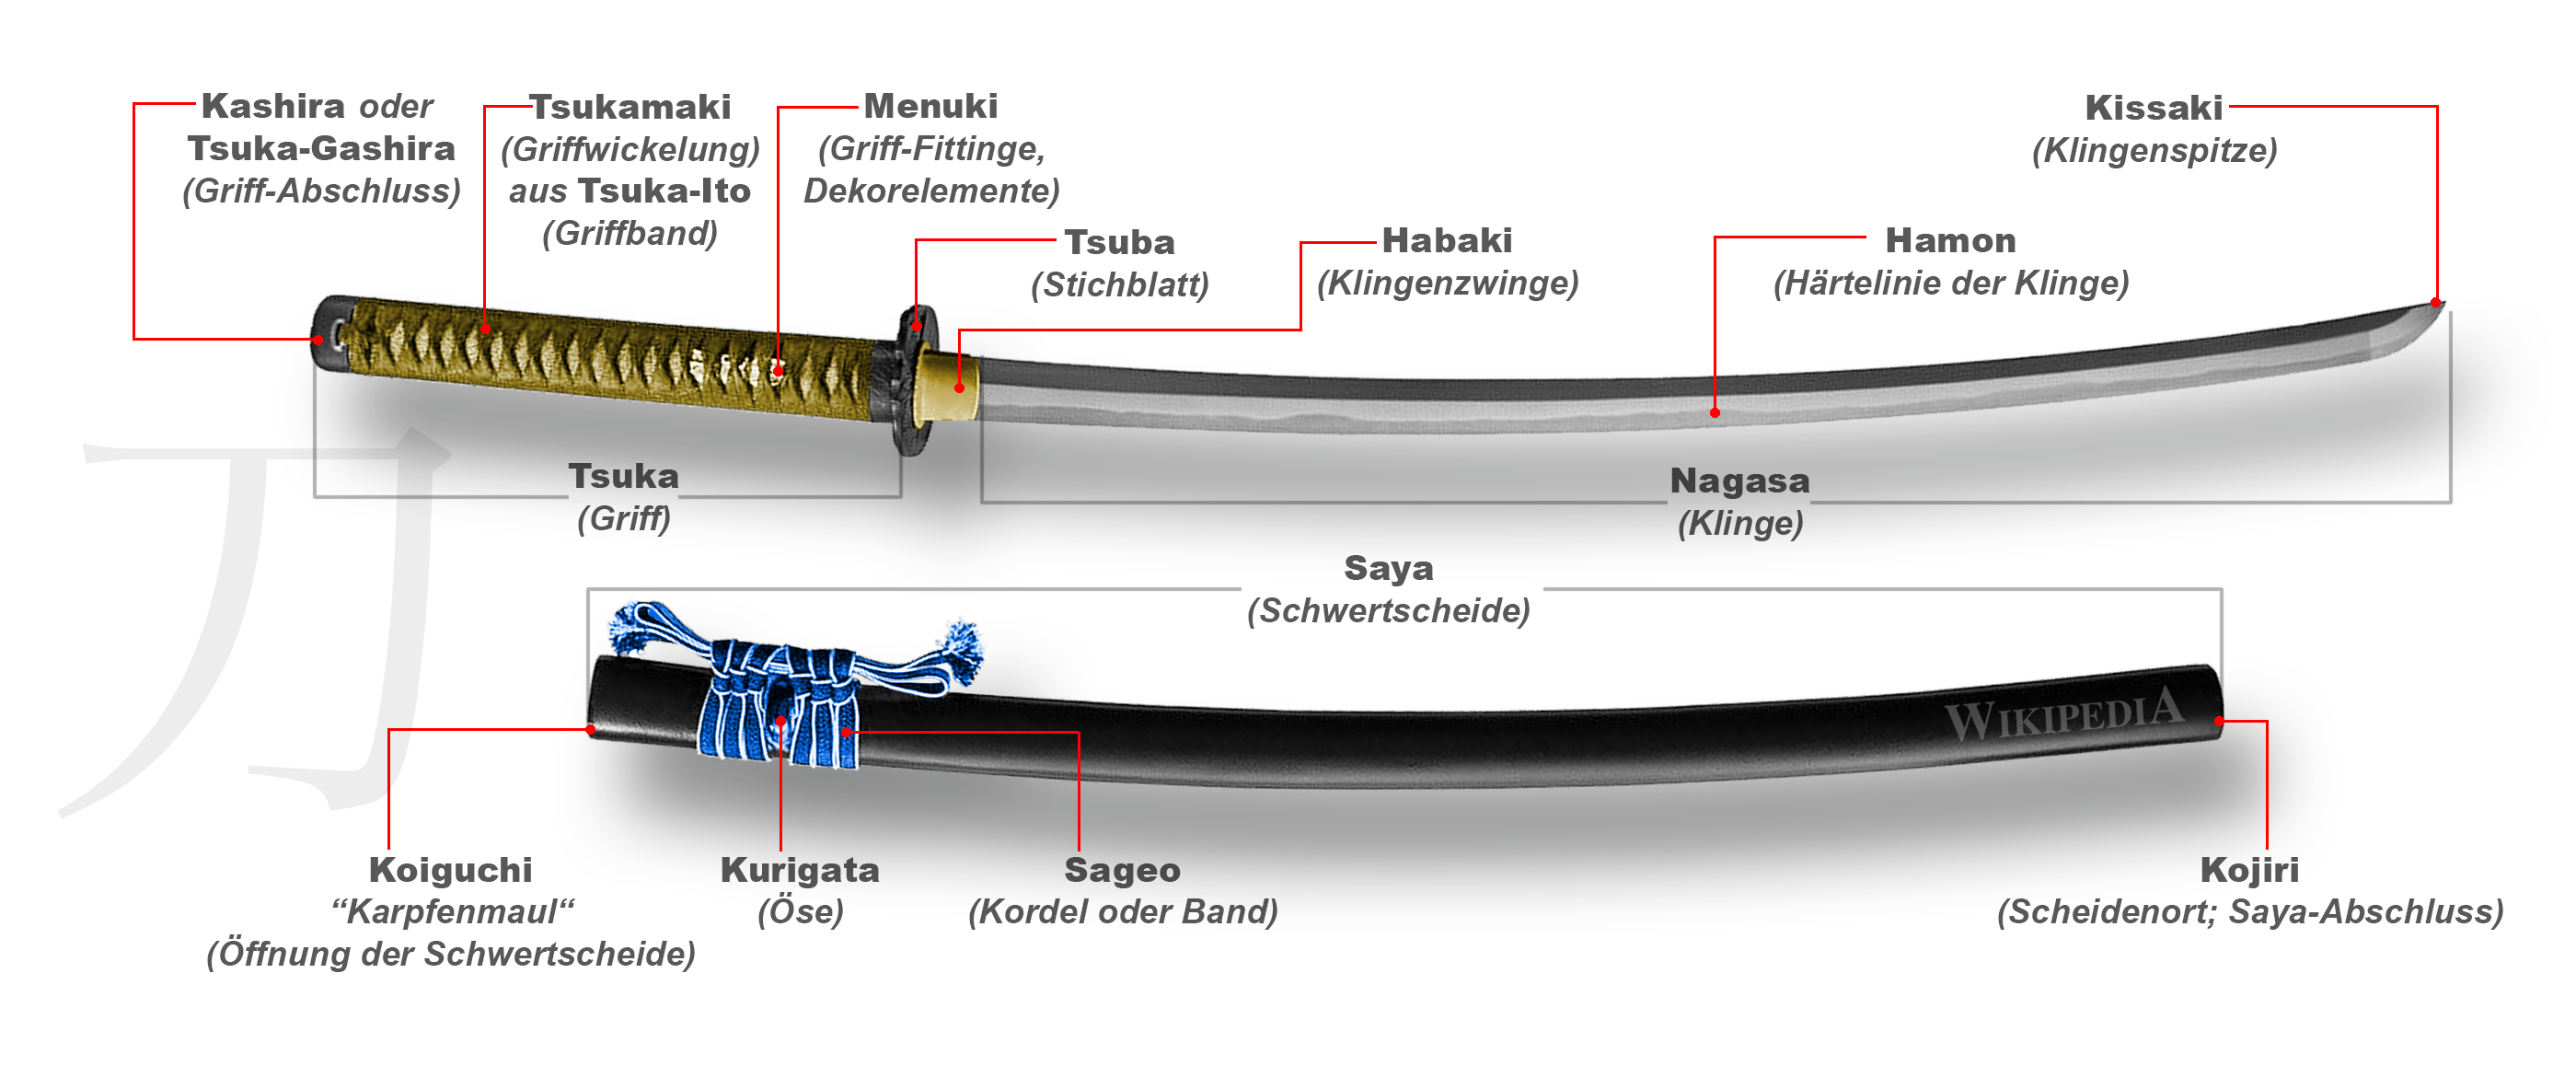 Kashira oder
Tsuka-Gashira
(Griff-Abschluss)
Tsukamaki
(Griffwickelung)
aus Tsuka-Ito
(Griffband)
Menuki
(Griff-Fittinge,
Dekorelemente)
Tsuba
(Stichblatt)
Habaki
(Klingenzwinge)
Hamon
(Härtelinie der Klinge)
Kissaki
(Klingenspitze)
刀
Tsuka
(Griff)
Nagasa
(Klinge)
Saya
(Schwertscheide)
WIKIPEDIA
Koiguchi
“Karpfenmaul“
(Öffnung der Schwertscheide)
Kurigata
(Öse)
Sageo
(Kordel oder Band)
Kojiri
(Scheidenort; Saya-Abschluss)